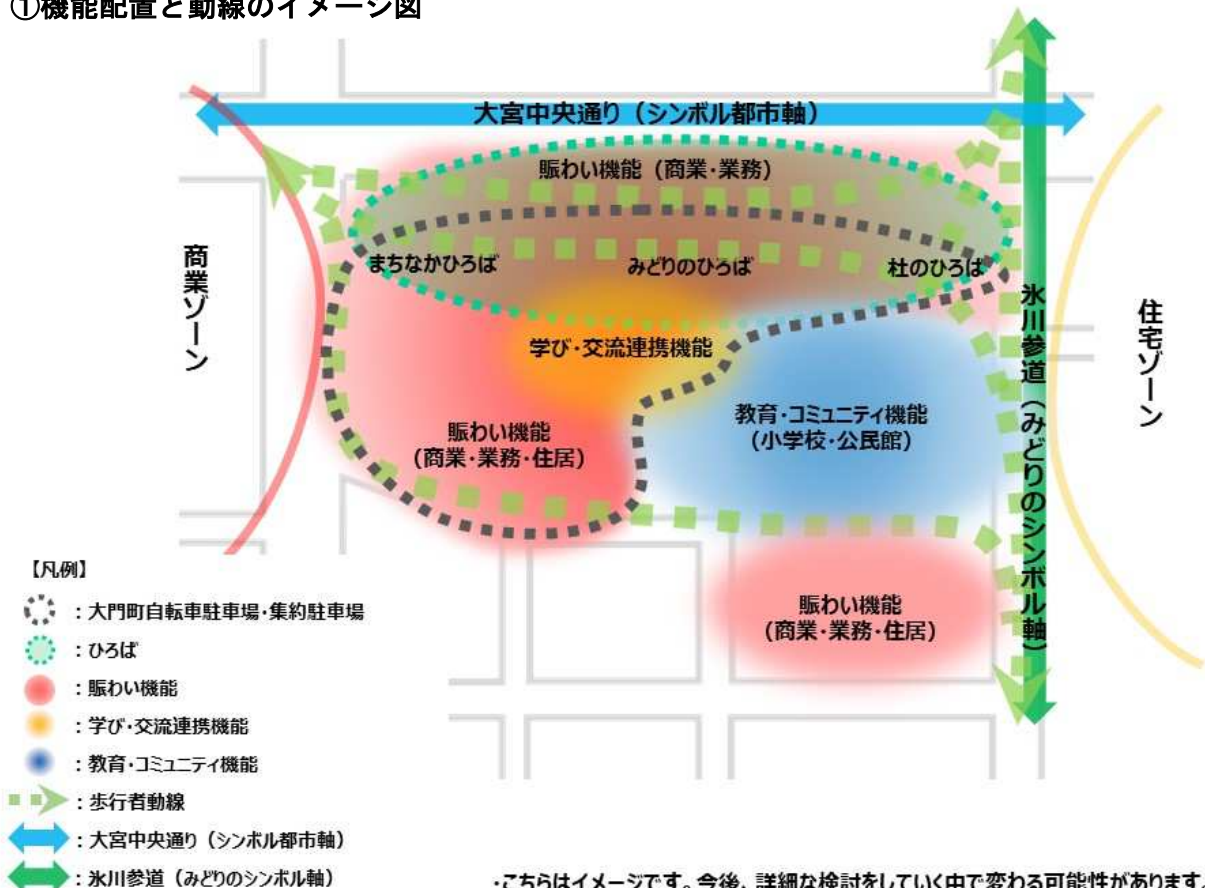 ①機能配置と動線のイメージ図
大宮中央通り（シンボル都市軸）
賑わい機能（商業・業務）
まちなかひろば
みどりのひろば
杜のひろば
商業ゾーン
氷川参道（みどりのシンボル軸）
住宅ゾーン
学び・交流連携機能
教育・コミュニティ機能
(小学校・公民館)
賑わい機能
(商業・業務・住居)
賑わい機能
(商業・業務・住居)
【凡例】
：大門町自転車駐車場・集約駐車場
：ひろば
：賑わい機能
：学び・交流連携機能
：教育・コミュニティ機能
：歩行者動線
：大宮中央通り（シンボル都市軸）
：氷川参道（みどりのシンボル軸）
・こちらはイメージです。今後、詳細な検討をしていく中で変わる可能性があります。